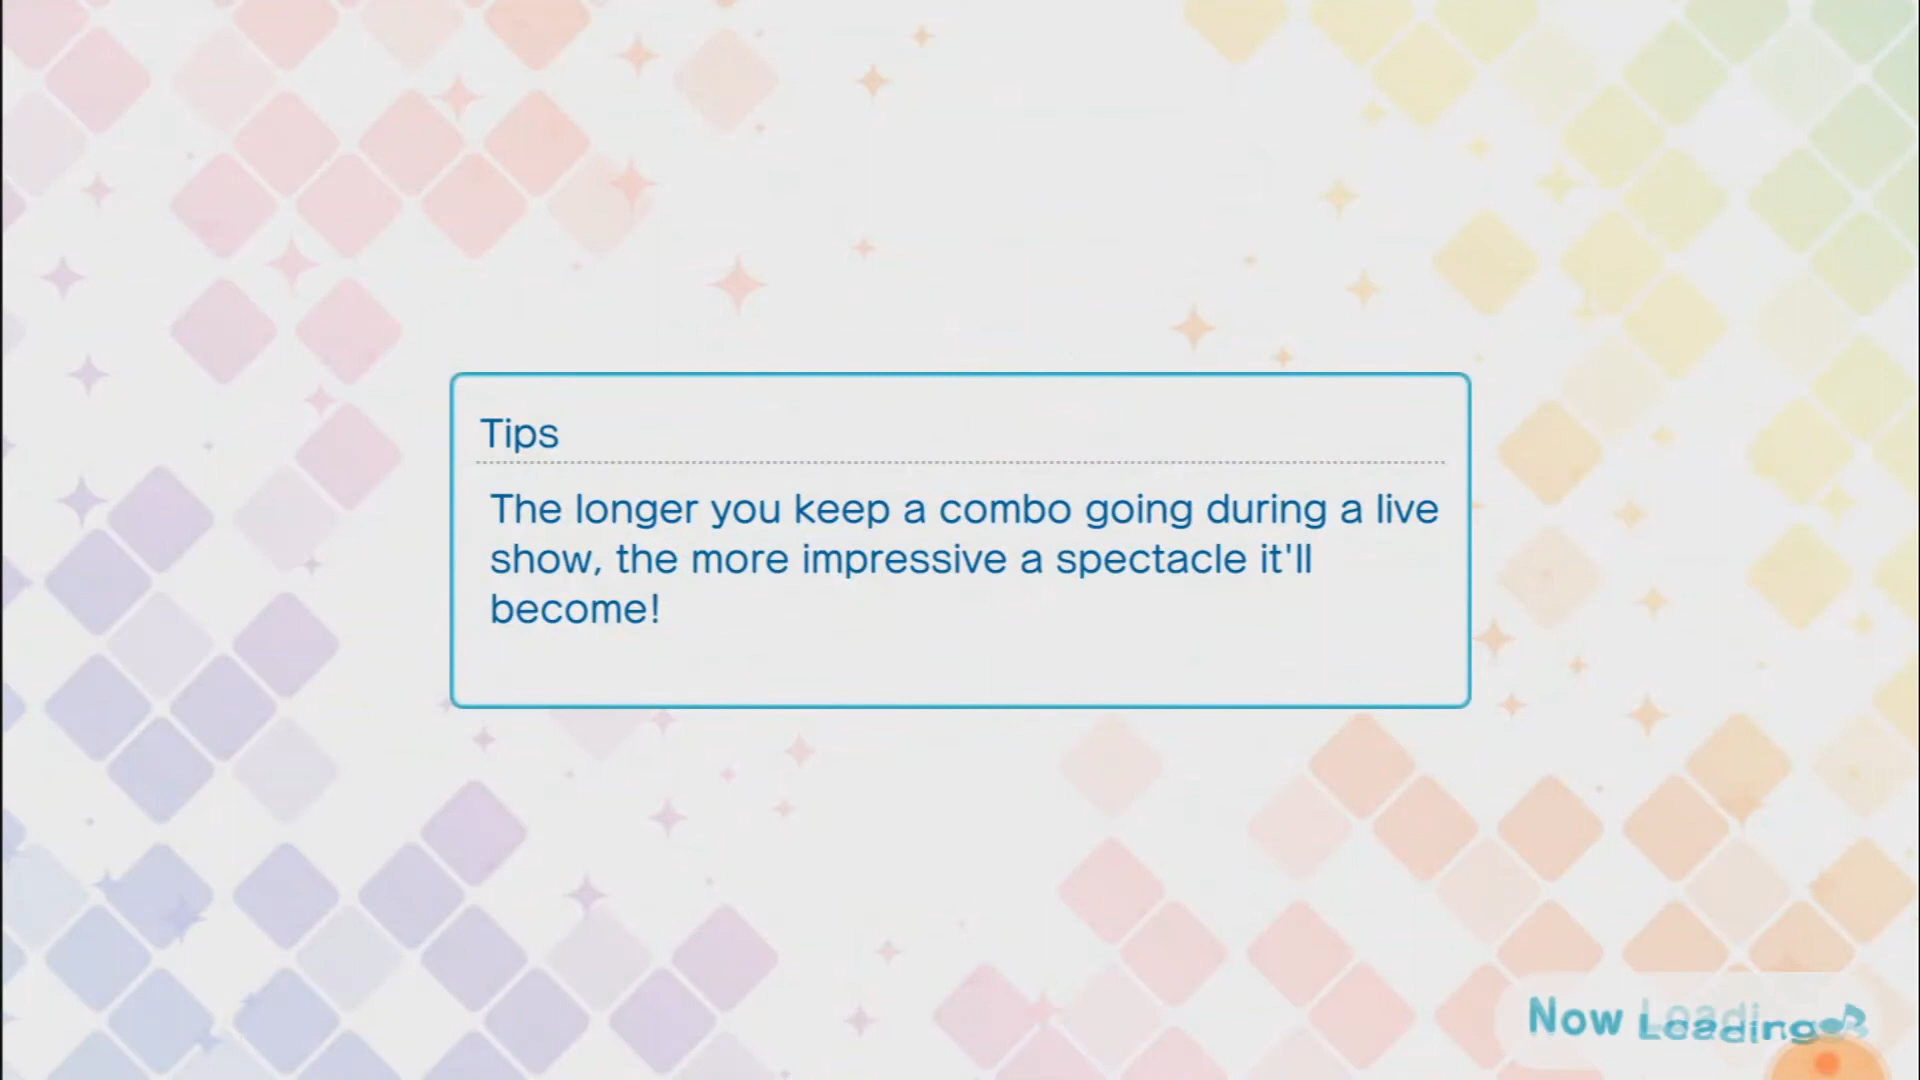 Tips
The longer you keep a combo going during a live
show, the more impressive a spectacle it'll
become!
Now Loading